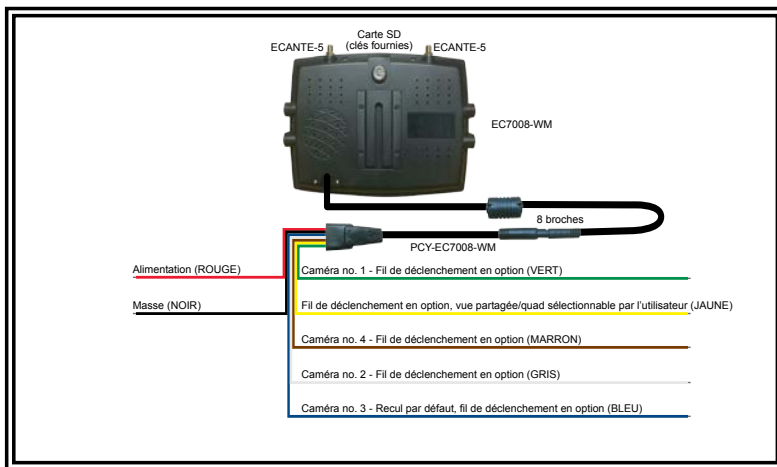 Carte SD
(clés fournies)
ECANTE-5
ECANTE-5
EC7008-WM
8 broches
PCY-EC7008-WM
Alimentation (ROUGE)
Caméra no. 1 - Fil de déclenchement en option (VERT)
Masse (NOIR)
Fil de déclenchement en option, vue partagée/quad sélectionnable par l'utilisateur (JAUNE)
Caméra no. 4 - Fil de déclenchement en option (MARRON)
Caméra no. 2 - Fil de déclenchement en option (GRIS)
Caméra no. 3 - Recul par défaut, fil de déclenchement en option (BLEU)